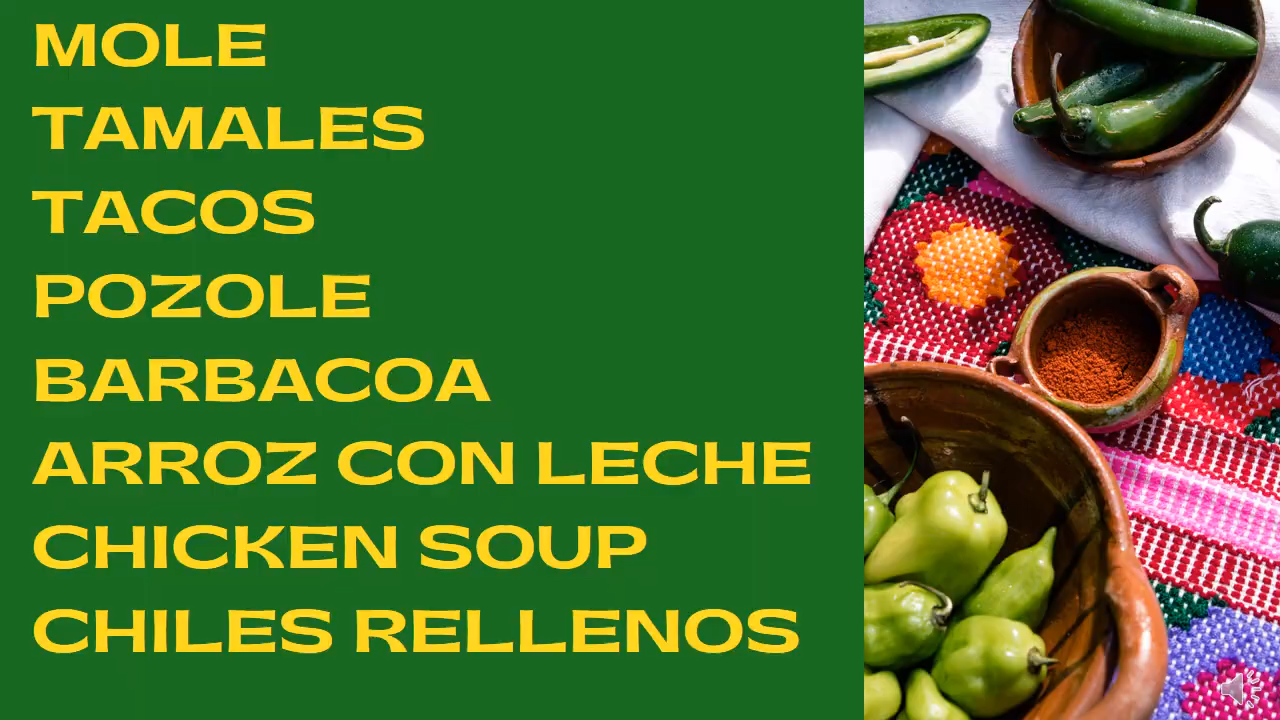 MOLE
TAMALES
TACOS
POZOLE
BARBACOA
ARROZ CON LECHE
CHICKEN SOUP
CHILES RELLENOS